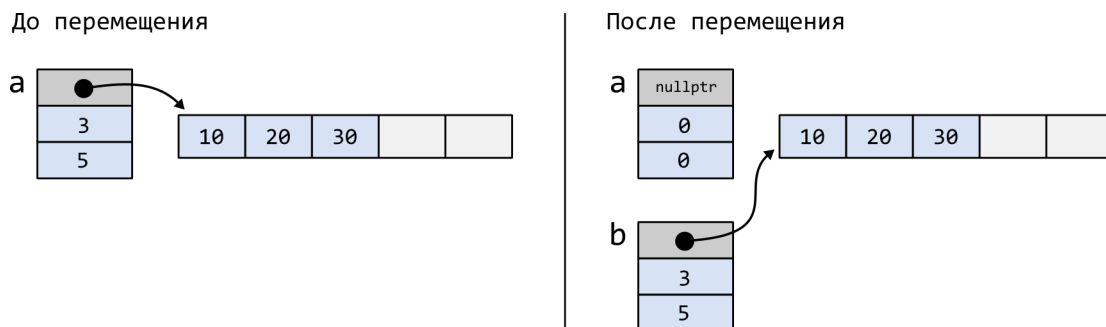 До перемещения
a
3
5
10 20 30
После перемещения
a
nullptr
0
0
10 20 30
b
3
5